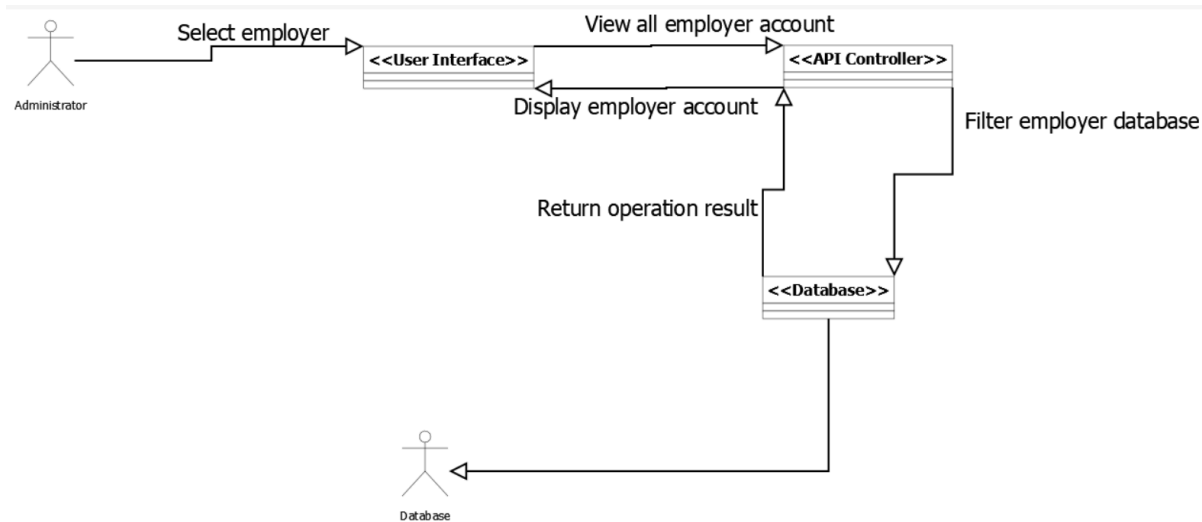 Select employer
View all employer account
<<User Interface>>
<<API Controller>>
Administrator
Display employer account
Filter employer database
Return operation result
<<Database>>
Database